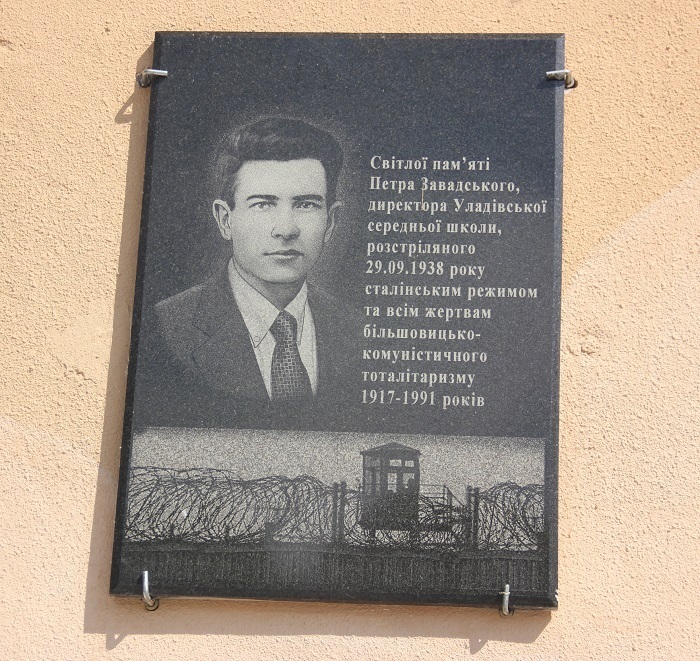 Світлої пам’яті
Петра Завадського,
директора Уладівської
середньої школи,
розстріляного
29.09.1938 року
сталінським режимом
та всім жертвам
більшовицько-
комуністичного
тоталітаризму
1917-1991 років